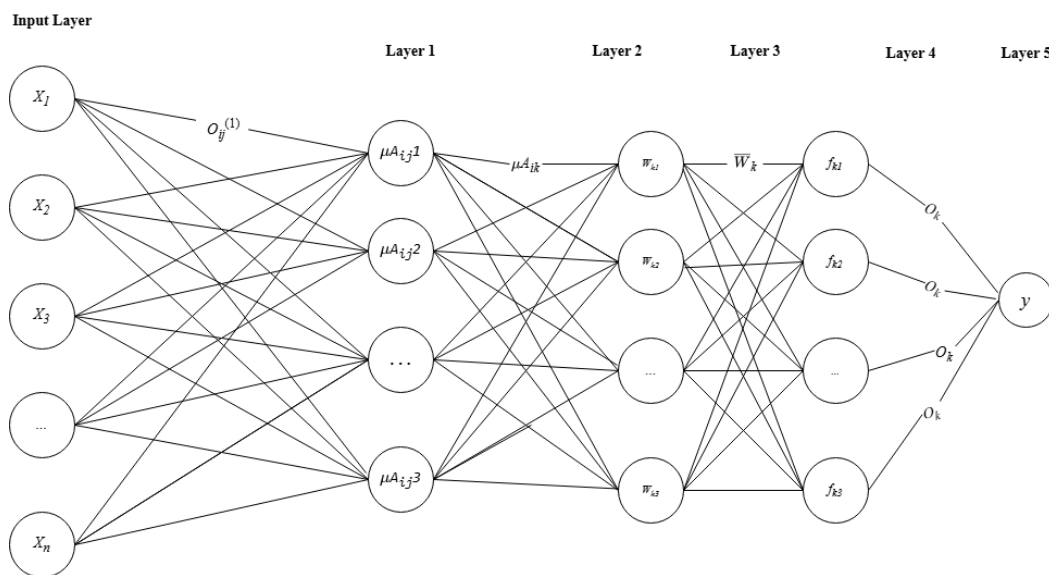 Input Layer
Layer 1
Layer 2
Layer 3
Layer 4
Layer 5
X1
X2
X3
...
Xn
Oij(1)
μAij1
μAij2
...
μAij3
μAik
Wk1
Wk2
...
Wk3
W̅k
fk1
fk2
...
fk3
Ok
Ok
Ok
Ok
y